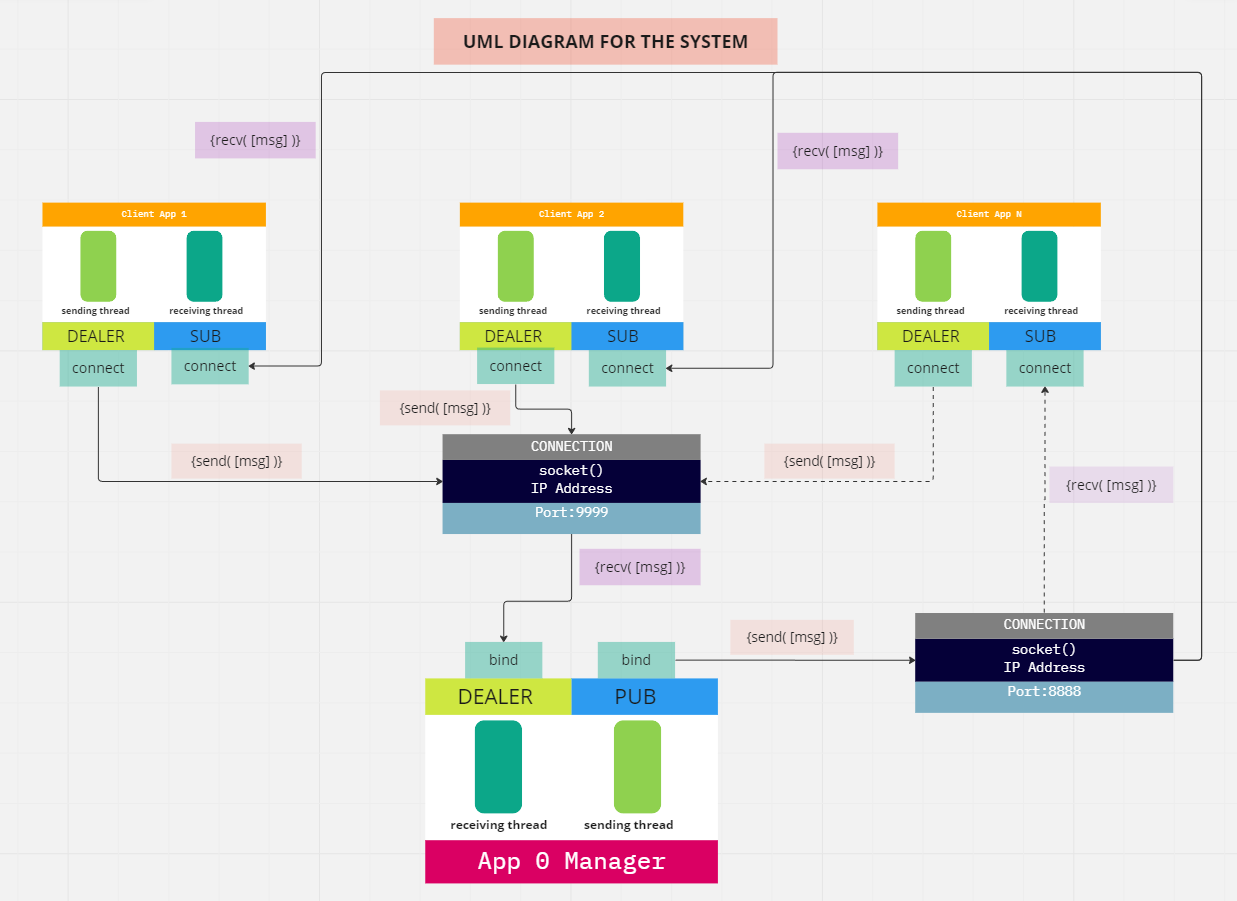 UML DIAGRAM FOR THE SYSTEM
{recv( [msg] )}
{recv( [msg] )}
Client App 1
sending thread
receiving thread
DEALER
SUB
connect
connect
Client App 2
sending thread
receiving thread
DEALER
SUB
connect
connect
Client App N
sending thread
receiving thread
DEALER
SUB
connect
connect
{send( [msg] )}
{send( [msg] )}
{send( [msg] )}
{recv( [msg] )}
CONNECTION
socket()
IP Address
Port:9999
{recv( [msg] )}
{send( [msg] )}
CONNECTION
socket()
IP Address
Port:8888
bind
bind
DEALER
PUB
receiving thread
sending thread
App 0 Manager